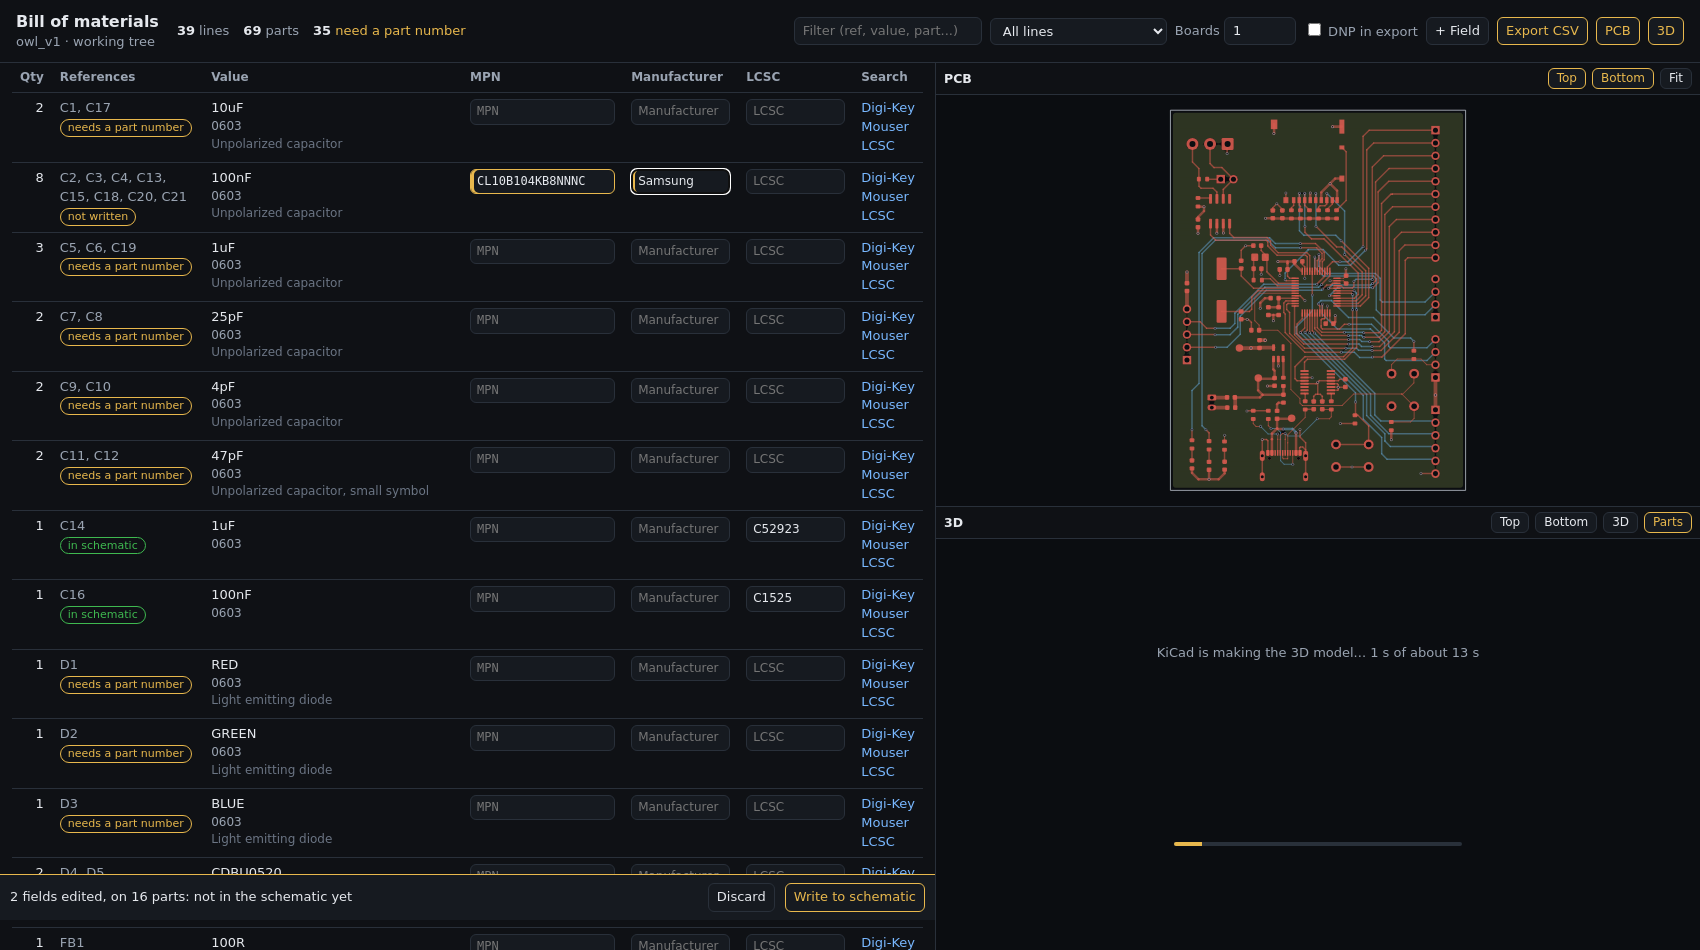 Bill of materials
owl_v1 · working tree
39 lines 69 parts 35 need a part number
Filter (ref, value, part...)
All lines
Boards 1
DNP in export
+ Field
Export CSV
PCB
3D
Qty References Value MPN Manufacturer LCSC Search
2 C1, C17 10uF MPN Manufacturer LCSC Digi-Key
needs a part number 0603 Mouser
Unpolarized capacitor LCSC
8 C2, C3, C4, C13, 100nF CL10B104KB8NNNC Samsung LCSC Digi-Key
C15, C18, C20, C21 0603 Mouser
not written Unpolarized capacitor LCSC
3 C5, C6, C19 1uF MPN Manufacturer LCSC Digi-Key
needs a part number 0603 Mouser
Unpolarized capacitor LCSC
2 C7, C8 25pF MPN Manufacturer LCSC Digi-Key
needs a part number 0603 Mouser
Unpolarized capacitor LCSC
2 C9, C10 4pF MPN Manufacturer LCSC Digi-Key
needs a part number 0603 Mouser
Unpolarized capacitor LCSC
2 C11, C12 47pF MPN Manufacturer LCSC Digi-Key
needs a part number 0603 Mouser
Unpolarized capacitor, small symbol LCSC
1 C14 1uF MPN Manufacturer C52923 Digi-Key
in schematic 0603 Mouser
LCSC
1 C16 100nF MPN Manufacturer C1525 Digi-Key
in schematic 0603 Mouser
LCSC
1 D1 RED MPN Manufacturer LCSC Digi-Key
needs a part number 0603 Mouser
Light emitting diode LCSC
1 D2 GREEN MPN Manufacturer LCSC Digi-Key
needs a part number 0603 Mouser
Light emitting diode LCSC
1 D3 BLUE MPN Manufacturer LCSC Digi-Key
needs a part number 0603 Mouser
Light emitting diode LCSC
2 D4, D5 CDBU0520 MPN Manufacturer LCSC Digi-Key
2 fields edited, on 16 parts: not in the schematic yet
Discard
Write to schematic
1 FB1 100R MPN Manufacturer LCSC Digi-Key
PCB
Top
Bottom
Fit
3D
Top
Bottom
3D
Parts
KiCad is making the 3D model... 1 s of about 13 s